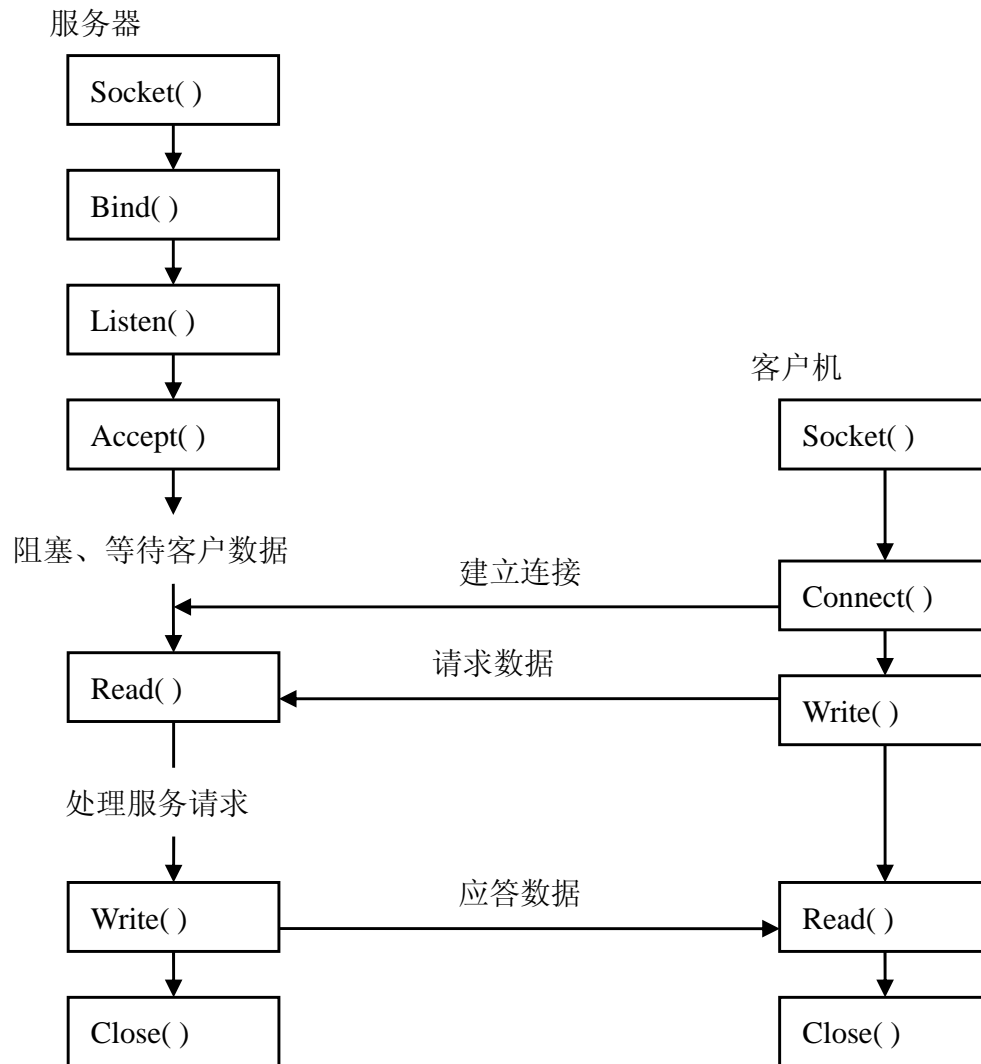 服务器
Socket( )
Bind( )
Listen( )
客户机
Accept( )
Socket( )
阻塞、等待客户数据
建立连接
Connect( )
请求数据
Read( )
Write( )
处理服务请求
应答数据
Write( )
Read( )
Close( )
Close( )